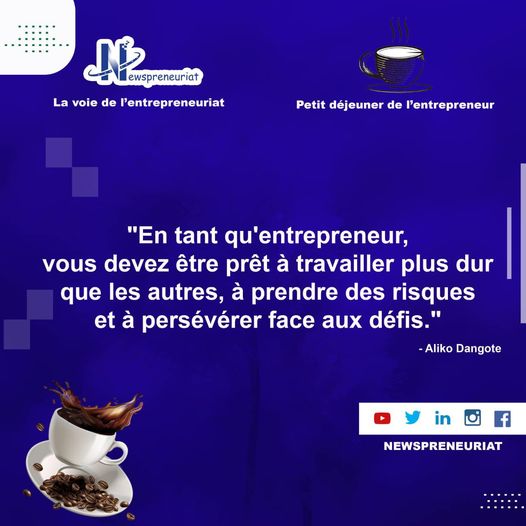 Newspreneuriat
La voie de l'entrepreneuriat
Petit déjeuner de l'entrepreneur
"En tant qu'entrepreneur,
vous devez être prêt à travailler plus dur
que les autres, à prendre des risques
et à persévérer face aux défis."
- Aliko Dangote
NEWSPRENEURIAT